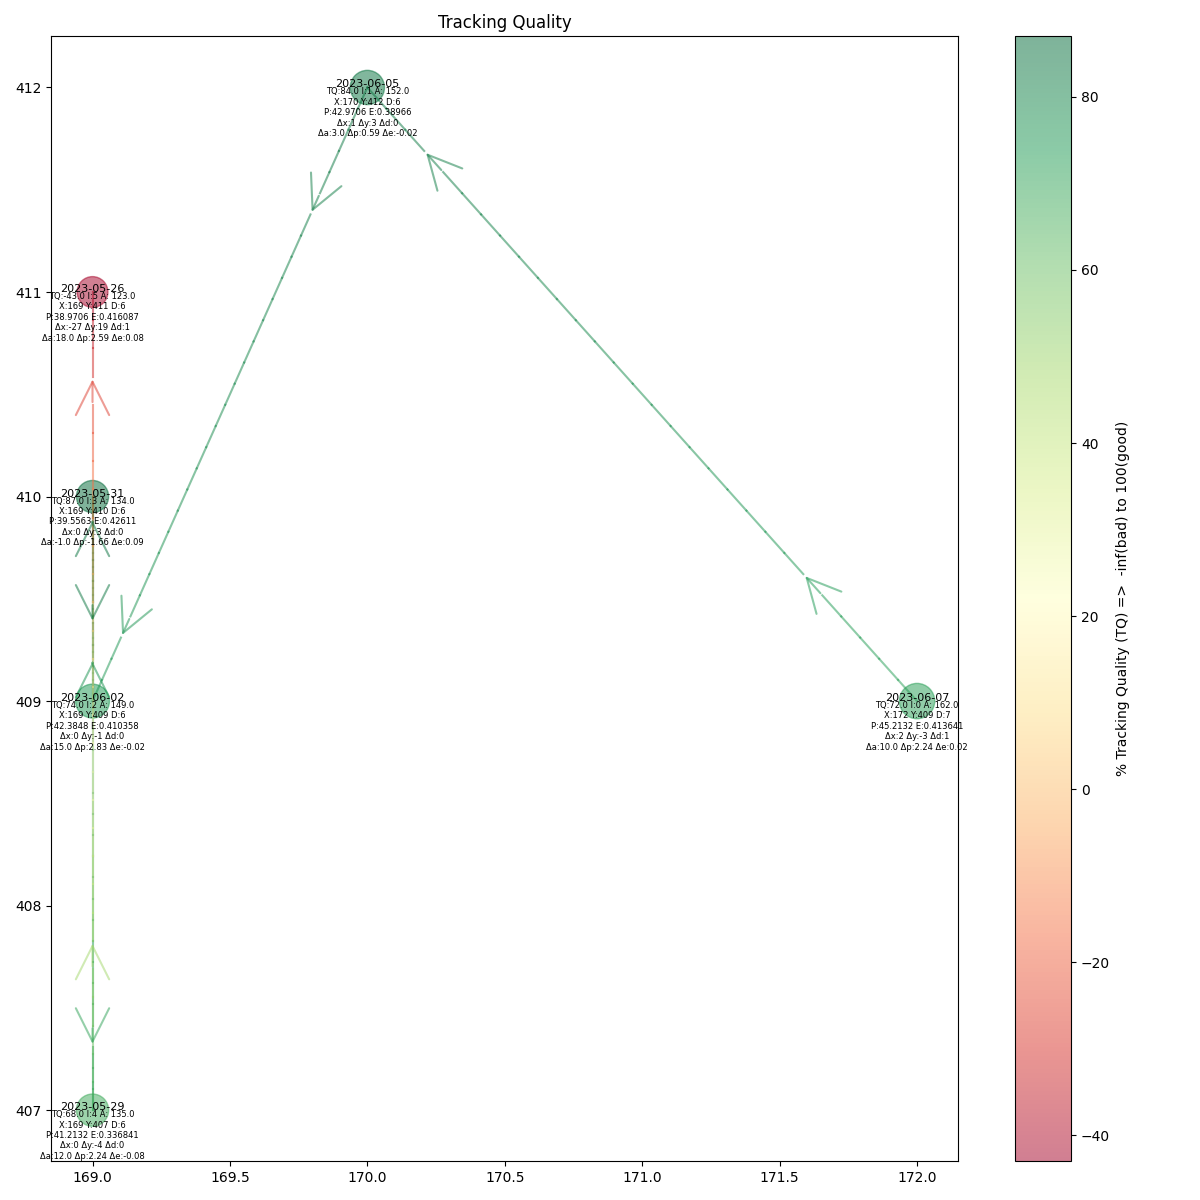 Tracking Quality
412
411
410
409
408
407
169.0
169.5
170.0
170.5
171.0
171.5
172.0
2023-06-05
TQ:84.0 I:1 A: 152.0
X:170 Y:412 D:6
P:42.9706 E:0.38966
Δx:1 Δy:3 Δd:0
Δa:3.0 Δp:0.59 Δe:-0.02
2023-05-26
TQ:-43.0 I:5 A: 123.0
X:169 Y:411 D:6
P:38.9706 E:0.416087
Δx:-27 Δy:19 Δd:1
Δa:18.0 Δp:2.59 Δe:0.08
2023-05-31
TQ:87.0 I:3 A: 134.0
X:169 Y:410 D:6
P:39.5563 E:0.42611
Δx:0 Δy:3 Δd:0
Δa:-1.0 Δp:-1.66 Δe:0.09
2023-06-02
TQ:74.0 I:2 A: 149.0
X:169 Y:409 D:6
P:42.3848 E:0.410358
Δx:0 Δy:-1 Δd:0
Δa:15.0 Δp:2.83 Δe:-0.02
2023-06-07
TQ:72.0 I:0 A: 162.0
X:172 Y:409 D:7
P:45.2132 E:0.413641
Δx:2 Δy:-3 Δd:1
Δa:10.0 Δp:2.24 Δe:0.02
2023-05-29
TQ:68.0 I:4 A: 135.0
X:169 Y:407 D:6
P:41.2132 E:0.336841
Δx:0 Δy:-4 Δd:0
Δa:12.0 Δp:2.24 Δe:-0.08
80
60
40
20
0
−20
−40
% Tracking Quality (TQ) => -inf(bad) to 100(good)